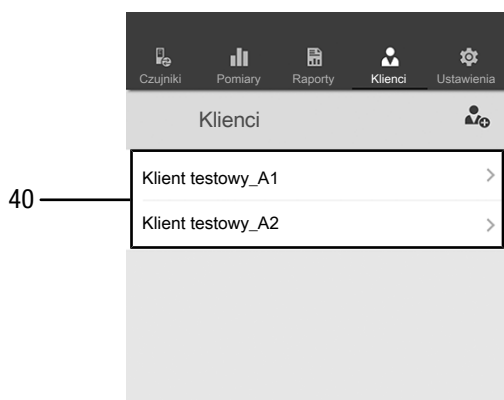 Czujniki Pomiary Raporty Klienci Ustawienia
Klienci
Klient testowy_A1
40
Klient testowy_A2